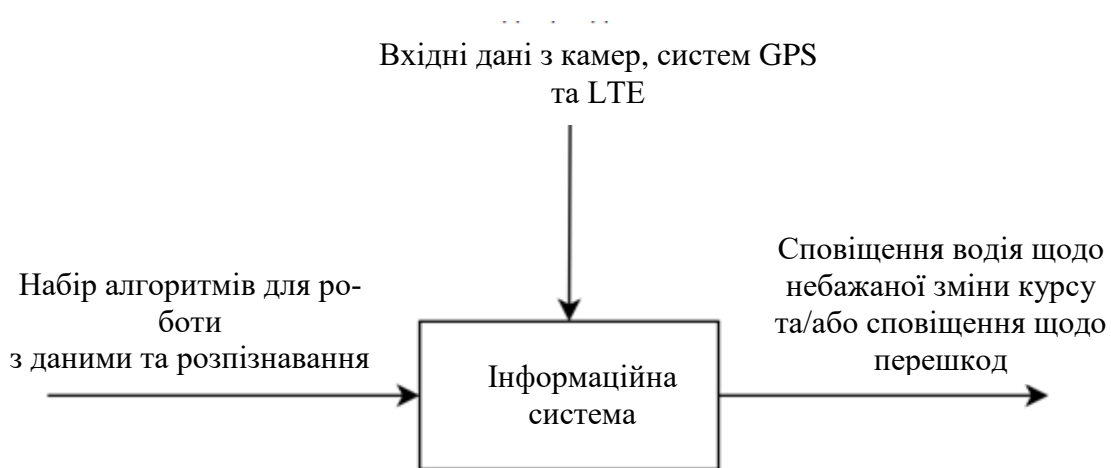 Вхідні дані з камер, систем GPS
та LTE
Набір алгоритмів для ро-
боти
з даними та розпізнавання
Сповіщення водія щодо
небажаної зміни курсу
та/або сповіщення щодо
перешкод
Інформаційна
система